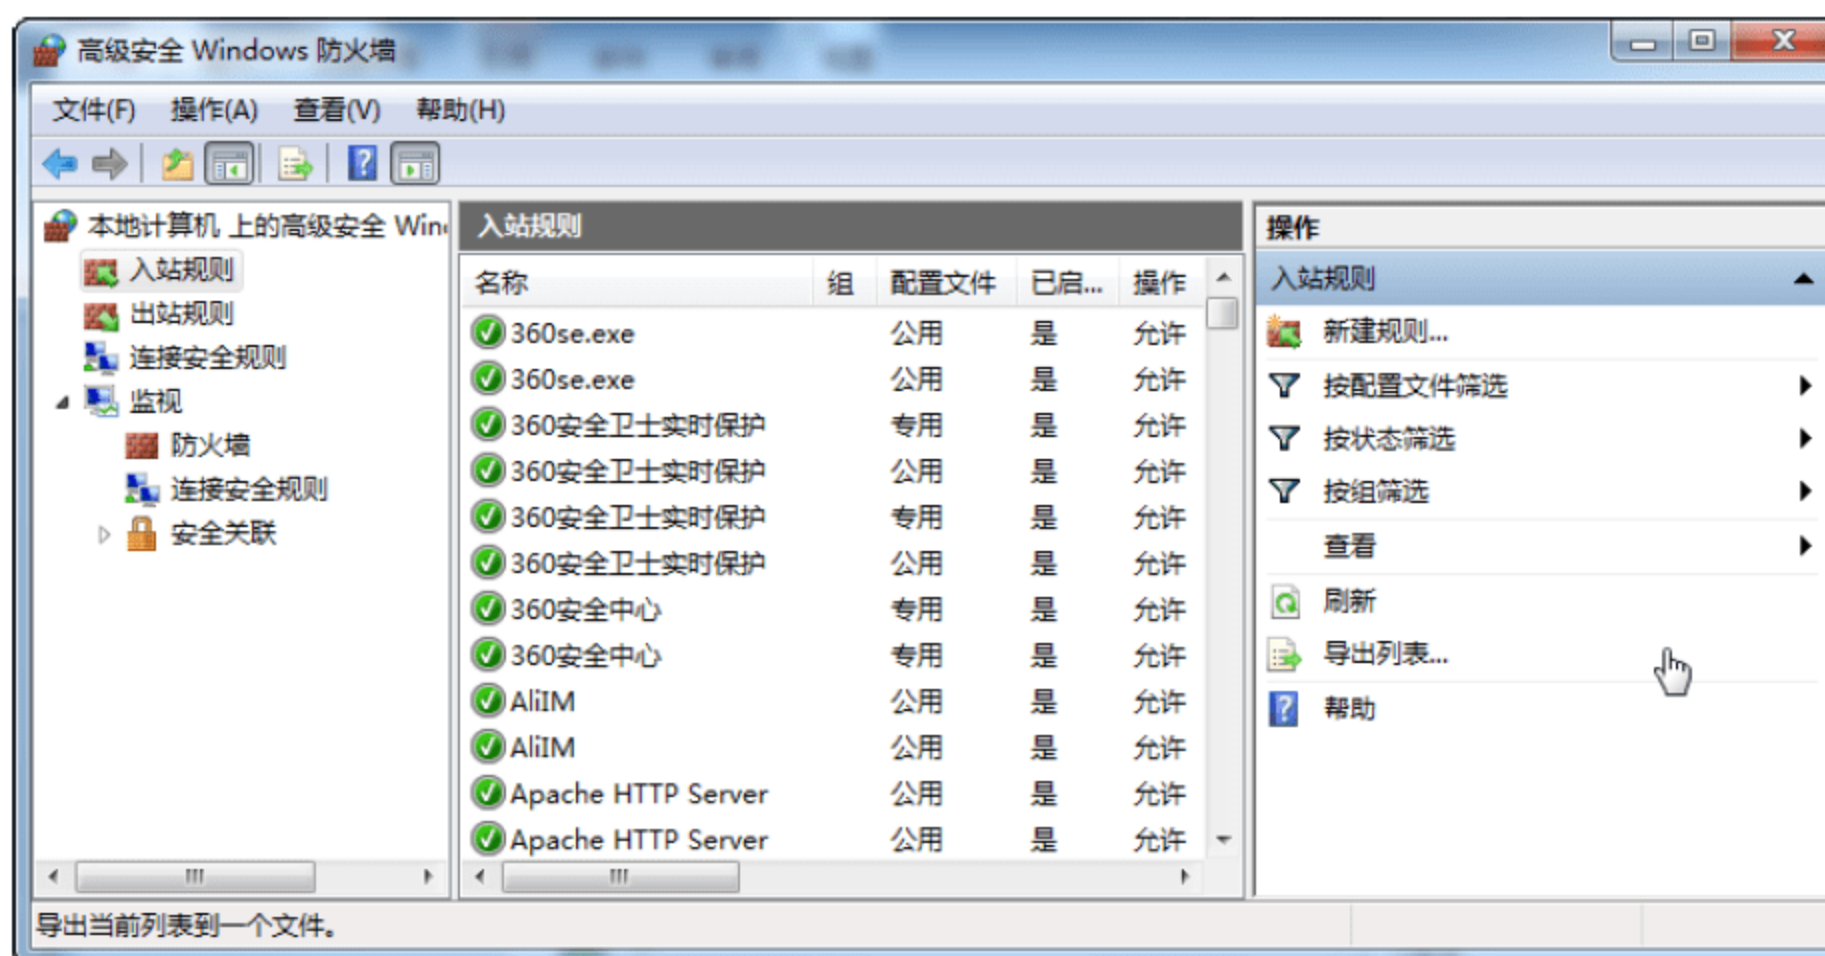 高级安全 Windows 防火墙
文件(F) 操作(A) 查看(V) 帮助(H)
本地计算机 上的高级安全 Win
入站规则
出站规则
连接安全规则
监视
防火墙
连接安全规则
安全关联
入站规则
名称 组 配置文件 已启... 操作
360se.exe 公用 是 允许
360se.exe 公用 是 允许
360安全卫士实时保护 专用 是 允许
360安全卫士实时保护 公用 是 允许
360安全卫士实时保护 专用 是 允许
360安全卫士实时保护 公用 是 允许
360安全中心 专用 是 允许
360安全中心 专用 是 允许
AliIM 公用 是 允许
AliIM 公用 是 允许
Apache HTTP Server 公用 是 允许
Apache HTTP Server 公用 是 允许
操作
入站规则
新建规则...
按配置文件筛选
按状态筛选
按组筛选
查看
刷新
导出列表...
帮助
导出当前列表到一个文件。